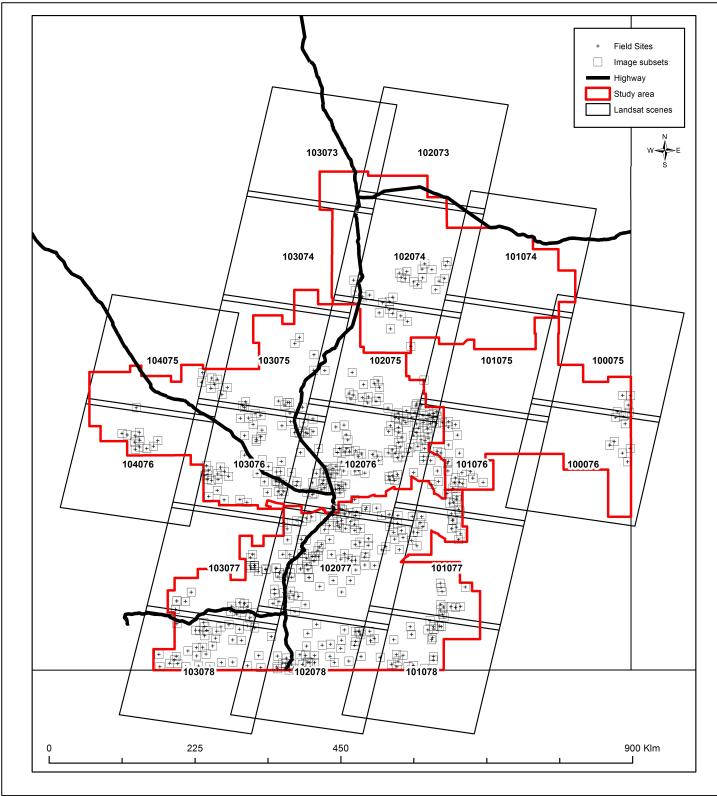 Field Sites
Image subsets
Highway
Study area
Landsat scenes
N
W E
S
103073 102073
103074 102074 101074
104075 103075 102075 101075 100075
104076 103076 102076 101076 100076
103077 102077 101077
103078 102078 101078
0 225 450 900 Klm